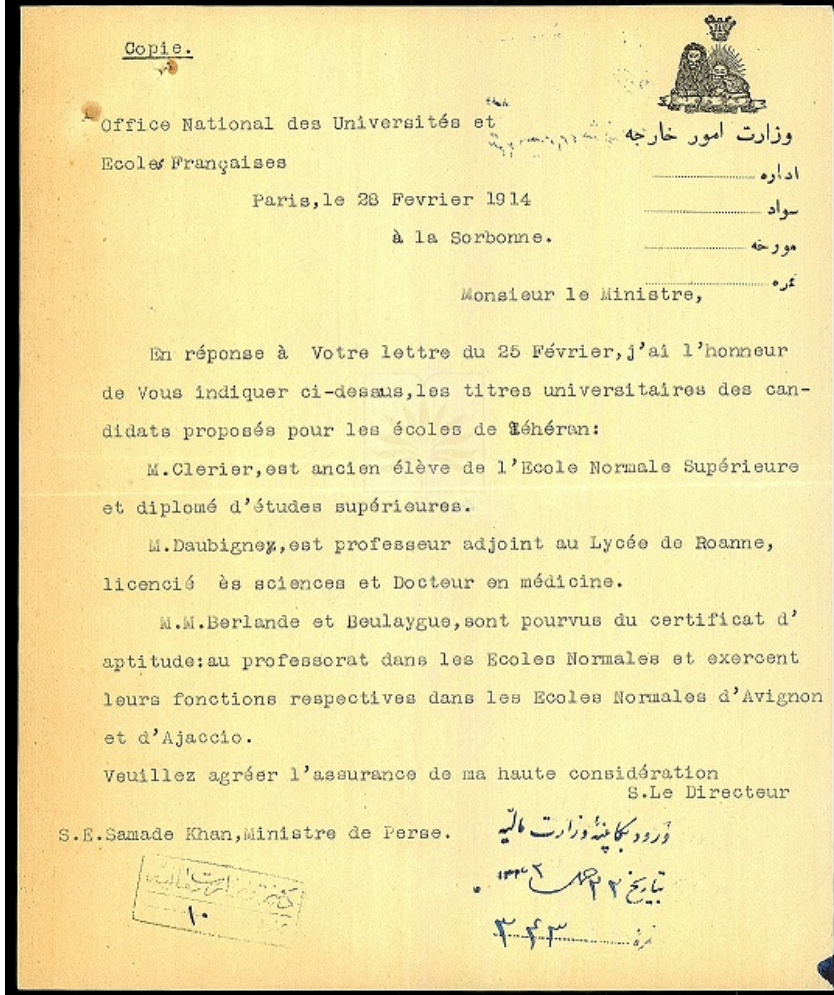 Copie.
Office National des Universités et
Ecoles Françaises
Paris,le 28 Fevrier 1914
à la Sorbonne.
وزارت امور خارجه
اداره
سواد
مورخه
نمره
Monsieur le Ministre,
En réponse à Votre lettre du 25 Février,j'ai l'honneur
de Vous indiquer ci-dessus,les titres universitaires des can-
didats proposés pour les écoles de Téhéran:
M.Clerier,est ancien élève de l'Ecole Normale Supérieure
et diplomé d'études supérieures.
M.Daubignez,est professeur adjoint au Lycée de Roanne,
licencié ès sciences et Docteur en médicine.
M.M.Berlande et Beulaygue,sont pourvus du certificat d'
aptitude:au professorat dans les Ecoles Normales et exercent
leurs fonctions respectives dans les Ecoles Normales d'Avignon
et d'Ajaccio.
Veuillez agréer l'assurance de ma haute considération
S.Le Directeur
S.E.Samade Khan,Ministre de Perse.
ورود بکابینه وزارت مالیه
بتاریخ
نمره ۳۴۳
۱۰